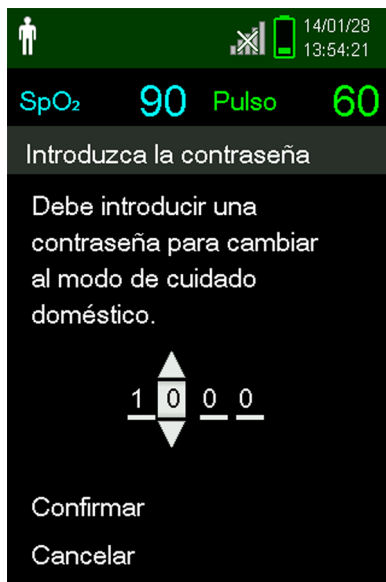 14/01/28
13:54:21
SpO₂ 90 Pulso 60
Introduzca la contraseña
Debe introducir una
contraseña para cambiar
al modo de cuidado
doméstico.
1 0 0 0
Confirmar
Cancelar